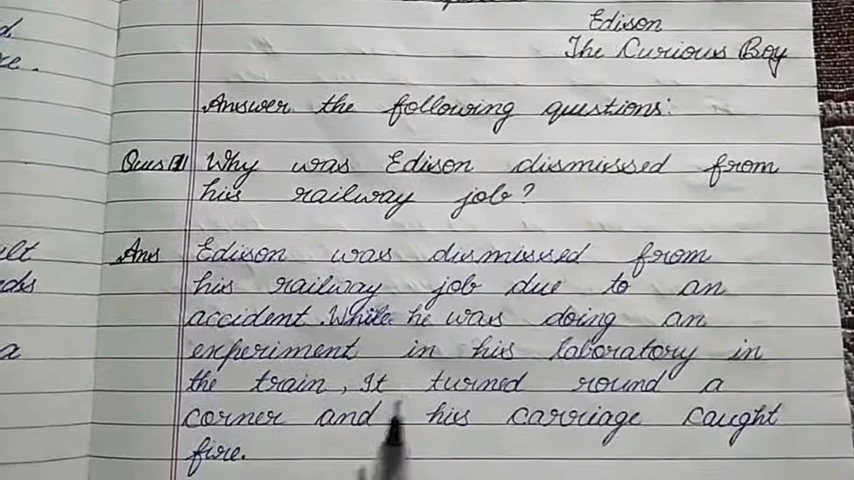 Edison
The Curious Boy
Answer the following questions:
Ques 1 Why was Edison dismissed from
his railway job?
Ans Edison was dismissed from
his railway job due to an
accident. While he was doing an
experiment in his laboratory in
the train, It turned round a
corner and his carriage caught
fire.